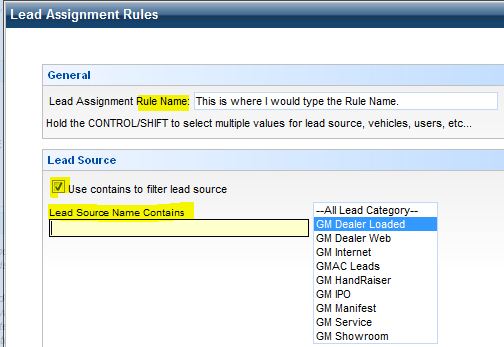 Lead Assignment Rules
General
Lead Assignment Rule Name: This is where I would type the Rule Name.
Hold the CONTROL/SHIFT to select multiple values for lead source, vehicles, users, etc...
Lead Source
Use contains to filter lead source
Lead Source Name Contains
--All Lead Category--
GM Dealer Loaded
GM Dealer Web
GM Internet
GMAC Leads
GM HandRaiser
GM IPO
GM Manifest
GM Service
GM Showroom